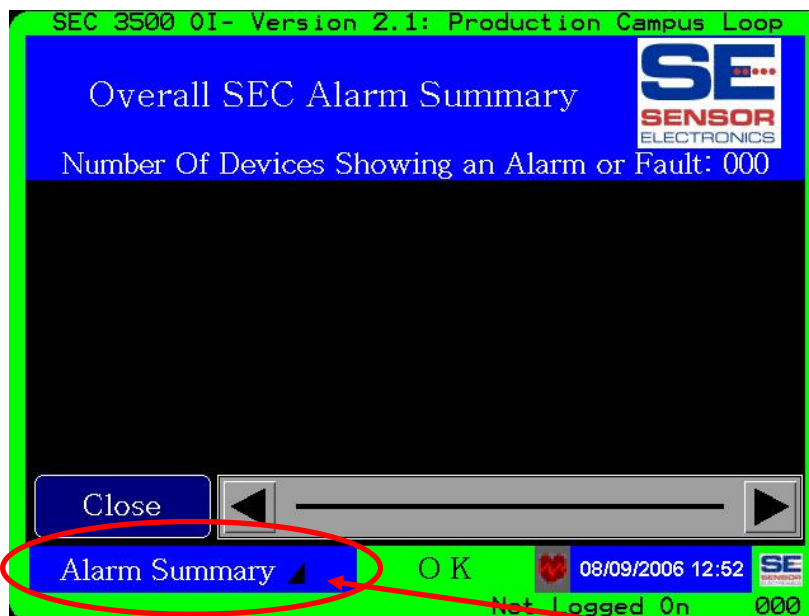 SEC 3500 OI- Version 2.1: Production Campus Loop
Overall SEC Alarm Summary
SE
SENSOR
ELECTRONICS
Number Of Devices Showing an Alarm or Fault: 000
Close
Alarm Summary
OK
08/09/2006 12:52
SE
SENSOR
Not Logged On 000